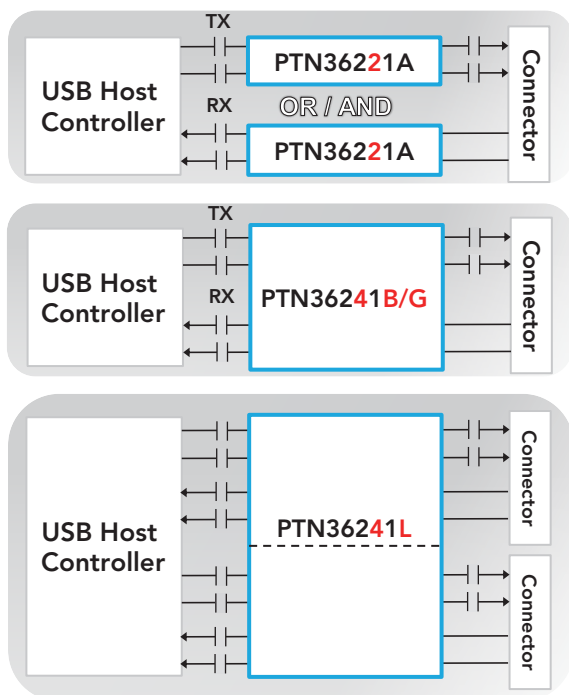 TX
PTN36221A
USB Host
Controller
RX
OR / AND
PTN36221A
Connector
TX
USB Host
Controller
RX
PTN36241B/G
Connector
Connector
PTN36241L
USB Host
Controller
Connector